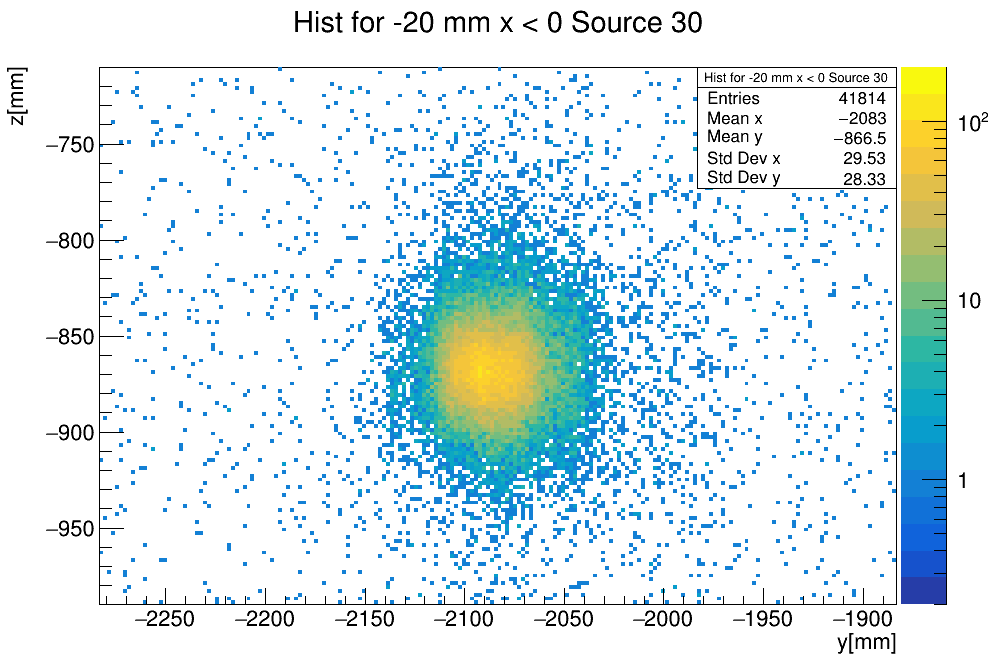 Hist for -20 mm x < 0 Source 30
z[mm]
Hist for -20 mm x < 0 Source 30
Entries 41814
Mean x −2083
Mean y −866.5
Std Dev x 29.53
Std Dev y 28.33
−750
−800
−850
−900
−950
10²
10
1
−2250 −2200 −2150 −2100 −2050 −2000 −1950 −1900
y[mm]